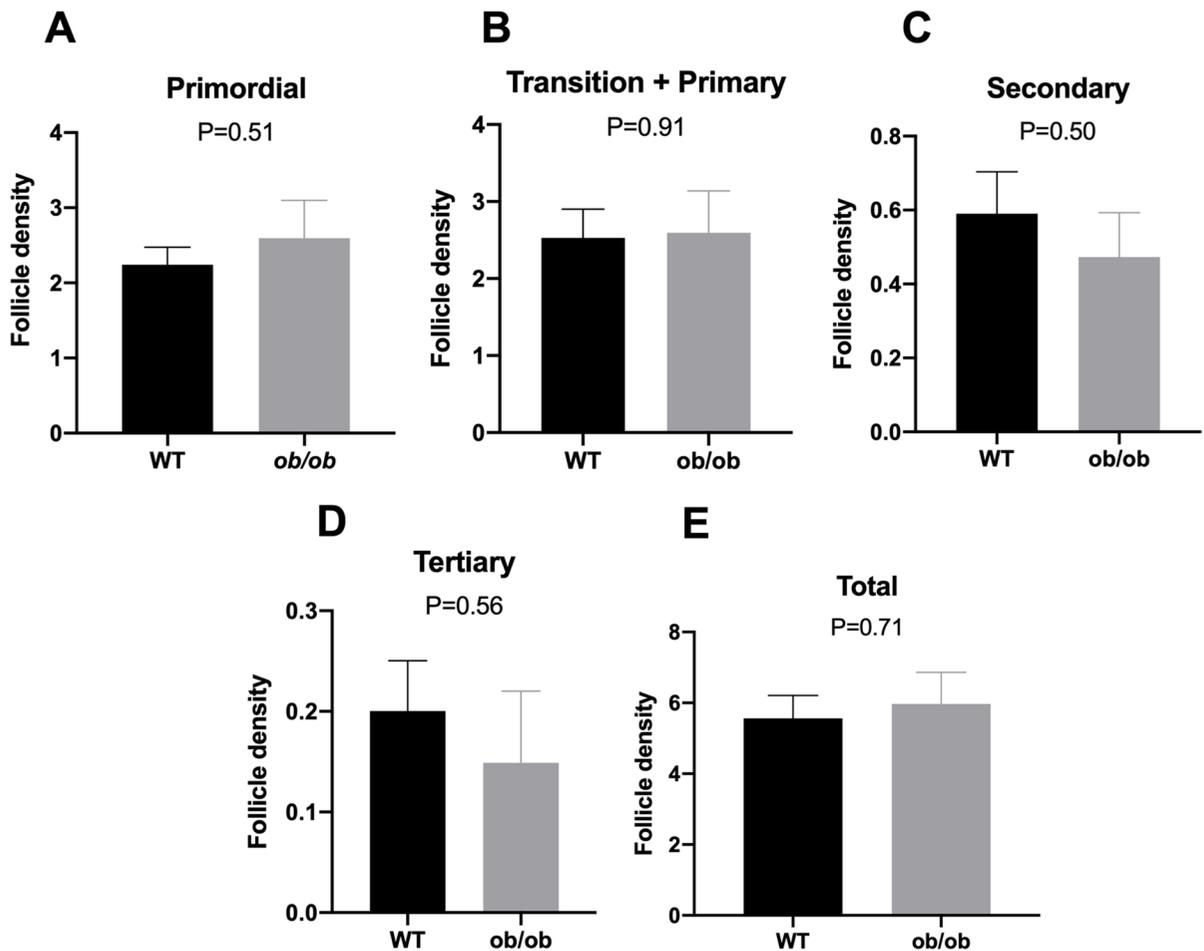 A
Primordial
P=0.51
Follicle density
4
3
2
1
0
WT
ob/ob
B
Transition + Primary
P=0.91
Follicle density
4
3
2
1
0
WT
ob/ob
C
Secondary
P=0.50
Follicle density
0.8
0.6
0.4
0.2
0.0
WT
ob/ob
D
Tertiary
P=0.56
Follicle density
0.3
0.2
0.1
0.0
WT
ob/ob
E
Total
P=0.71
Follicle density
8
6
4
2
0
WT
ob/ob